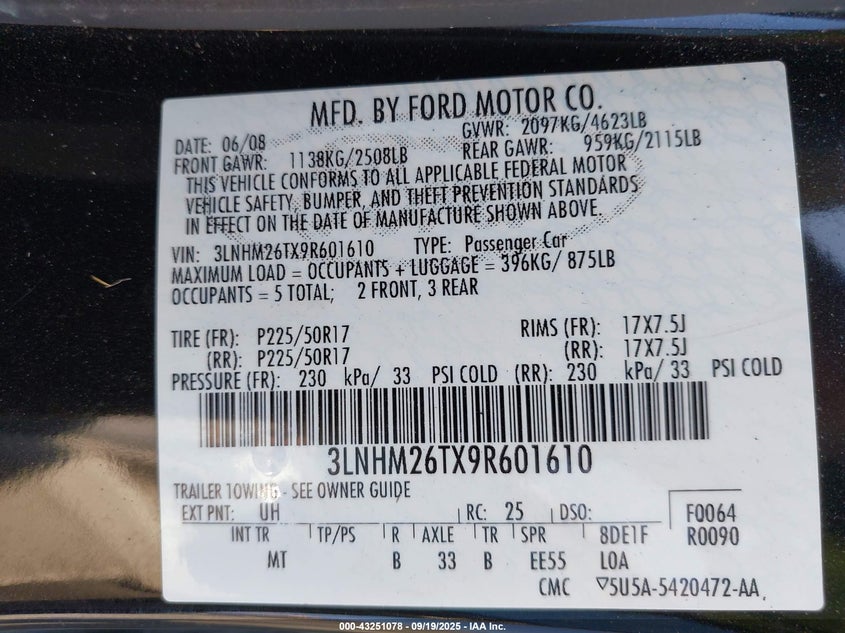 MFD. BY FORD MOTOR CO.
DATE: 06/08 GVWR: 2097KG/4623LB
FRONT GAWR: 1138KG/2508LB REAR GAWR: 959KG/2115LB
THIS VEHICLE CONFORMS TO ALL APPLICABLE FEDERAL MOTOR
VEHICLE SAFETY, BUMPER, AND THEFT PREVENTION STANDARDS
IN EFFECT ON THE DATE OF MANUFACTURE SHOWN ABOVE.
VIN: 3LNHM26TX9R601610 TYPE: Passenger Car
MAXIMUM LOAD = OCCUPANTS + LUGGAGE = 396KG/ 875LB
OCCUPANTS = 5 TOTAL; 2 FRONT, 3 REAR
TIRE (FR): P225/50R17 RIMS (FR): 17X7.5J
(RR): P225/50R17 (RR): 17X7.5J
PRESSURE (FR): 230 kPa/ 33 PSI COLD (RR): 230 kPa/ 33 PSI COLD
3LNHM26TX9R601610
TRAILER TOWING - SEE OWNER GUIDE
EXT PNT: UH RC: 25 DSO: F0064
INT TR TP/PS R AXLE TR SPR 8DE1F R0090
MT B 33 B EE55 LOA
CMC ▽5U5A-5420472-AA
000-43251078 - 09/19/2025 - IAA Inc.